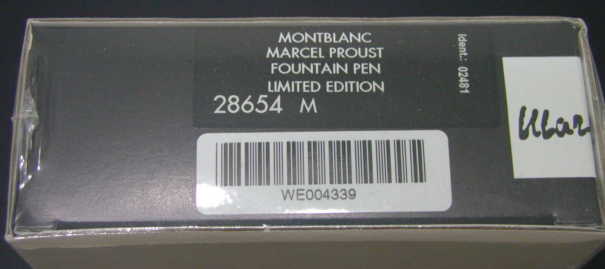 MONTBLANC
MARCEL PROUST
FOUNTAIN PEN
LIMITED EDITION
28654 M
Ident.: 02481
WE004339